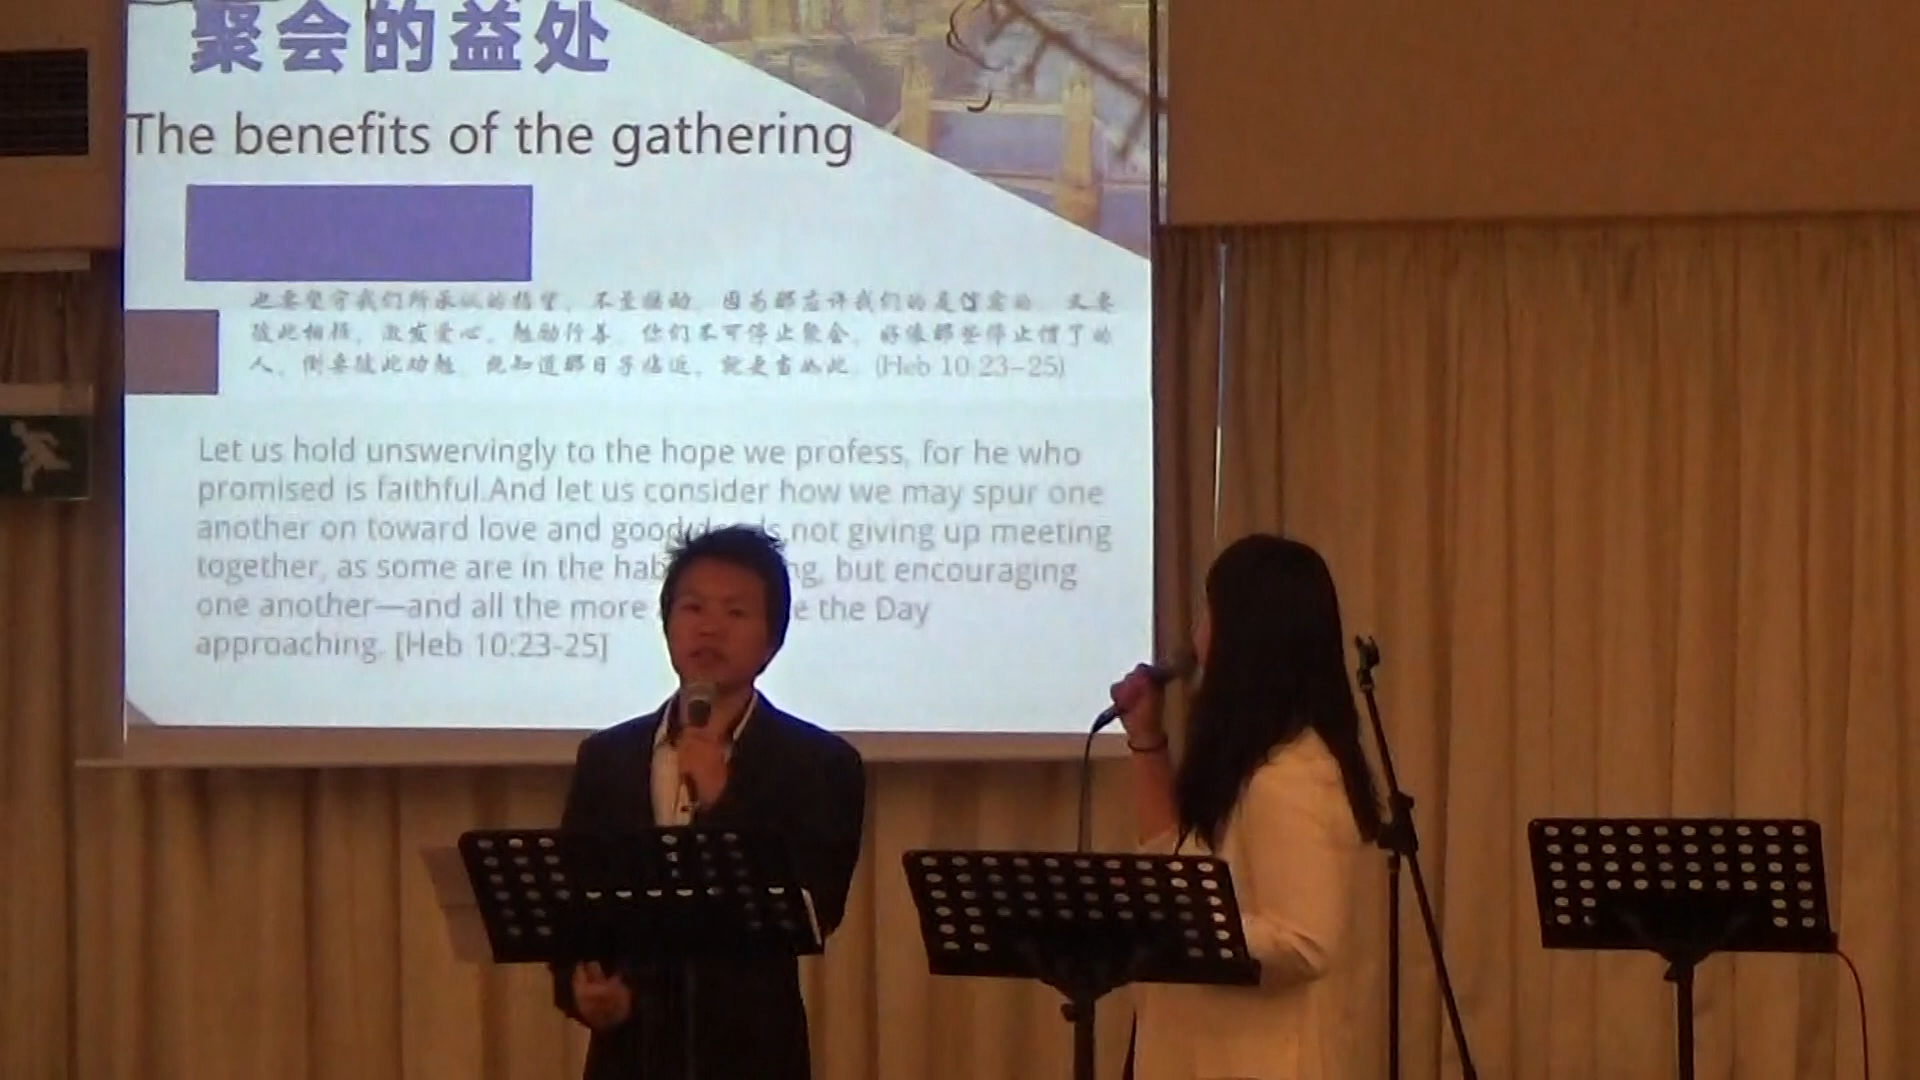 聚会的益处
The benefits of the gathering
也要坚守我们所承认的指望,不至摇动,因为那应许我们的是信实的。又要
彼此相顾,激发爱心,勉励行善。你们不可停止聚会,好像那些停止惯了的
人,倒要彼此劝勉,既知道那日子临近,就更当如此。(Heb 10:23-25)
Let us hold unswervingly to the hope we profess, for he who
promised is faithful.And let us consider how we may spur one
another on toward love and good not giving up meeting
together, as some are in the but encouraging
one another—and all the more the Day
approaching. [Heb 10:23-25]